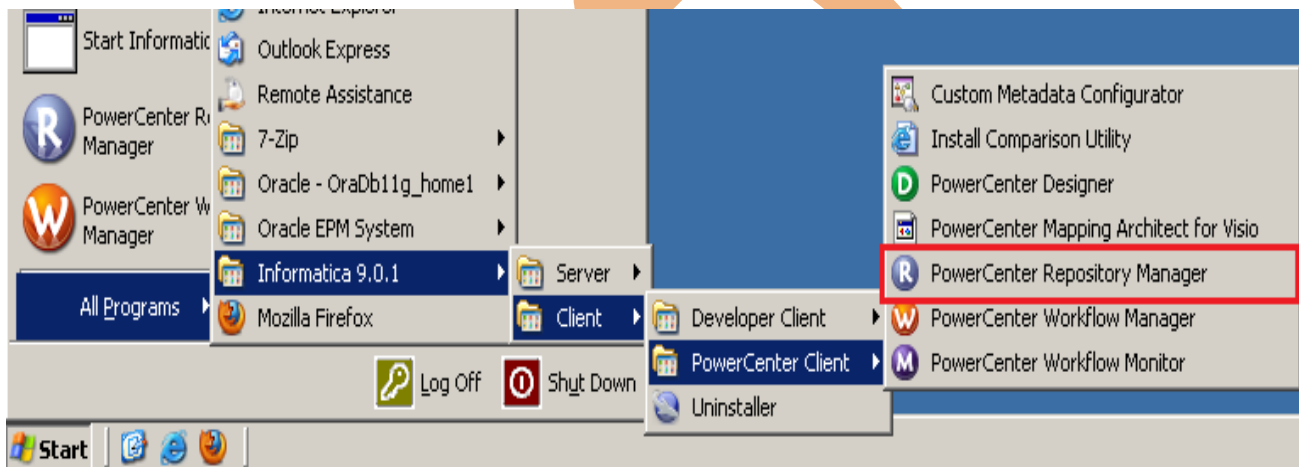 Start Informatic
PowerCenter R
Manager
PowerCenter W
Manager
All Programs
Internet Explorer
Outlook Express
Remote Assistance
7-Zip
Oracle - OraDb11g_home1
Oracle EPM System
Informatica 9.0.1
Mozilla Firefox
Server
Client
Developer Client
PowerCenter Client
Uninstaller
Custom Metadata Configurator
Install Comparison Utility
PowerCenter Designer
PowerCenter Mapping Architect for Visio
PowerCenter Repository Manager
PowerCenter Workflow Manager
PowerCenter Workflow Monitor
Log Off
Shut Down
Start